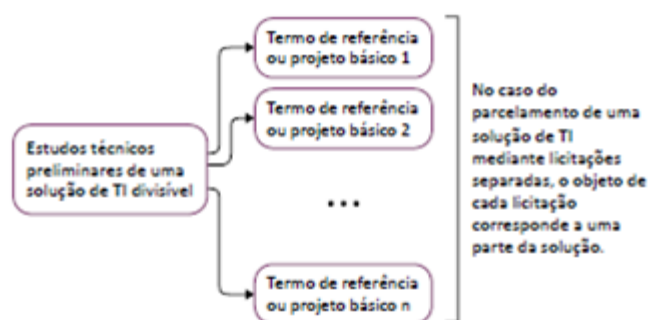 Estudos técnicos
preliminares de uma
solução de TI divisível
Termo de referência
ou projeto básico 1
Termo de referência
ou projeto básico 2
...
Termo de referência
ou projeto básico n
No caso do
parcelamento de uma
solução de TI
mediante licitações
separadas, o objeto de
cada licitação
corresponde a uma
parte da solução.